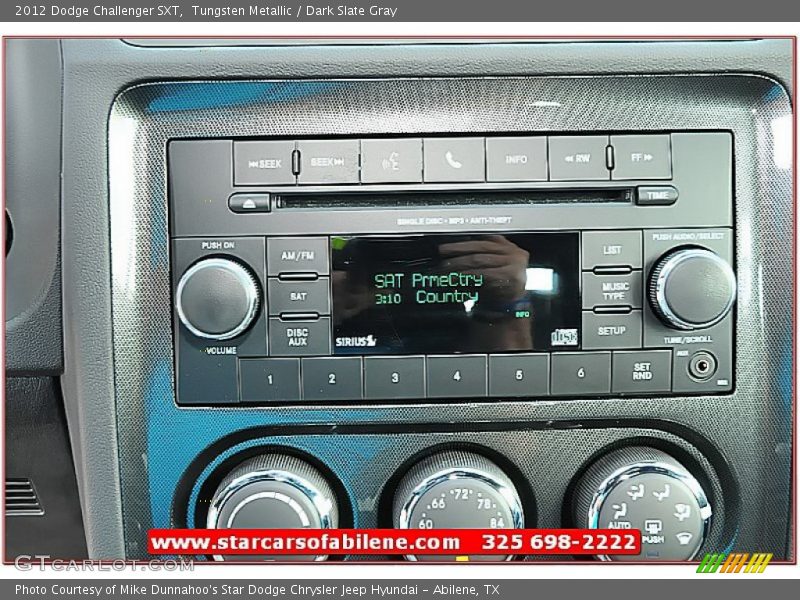 2012 Dodge Challenger SXT, Tungsten Metallic / Dark Slate Gray
SEEK SEEK INFO RW FF
TIME
SINGLE DISC • MP3 • ANTI-THEFT
PUSH ON AM/FM LIST PUSH AUDIO/SELECT
SAT PrmeCtry
SAT 3:10 Country MUSIC TYPE
INFO
VOLUME DISC AUX SIRIUS SETUP TUNE/SCROLL
AUX
1 2 3 4 5 6 SET RND
66 72° 78
60 84
AUTO PUSH
www.starcarsofabilene.com 325 698-2222
GTCARLOT.COM
Photo Courtesy of Mike Dunnahoo's Star Dodge Chrysler Jeep Hyundai - Abilene, TX